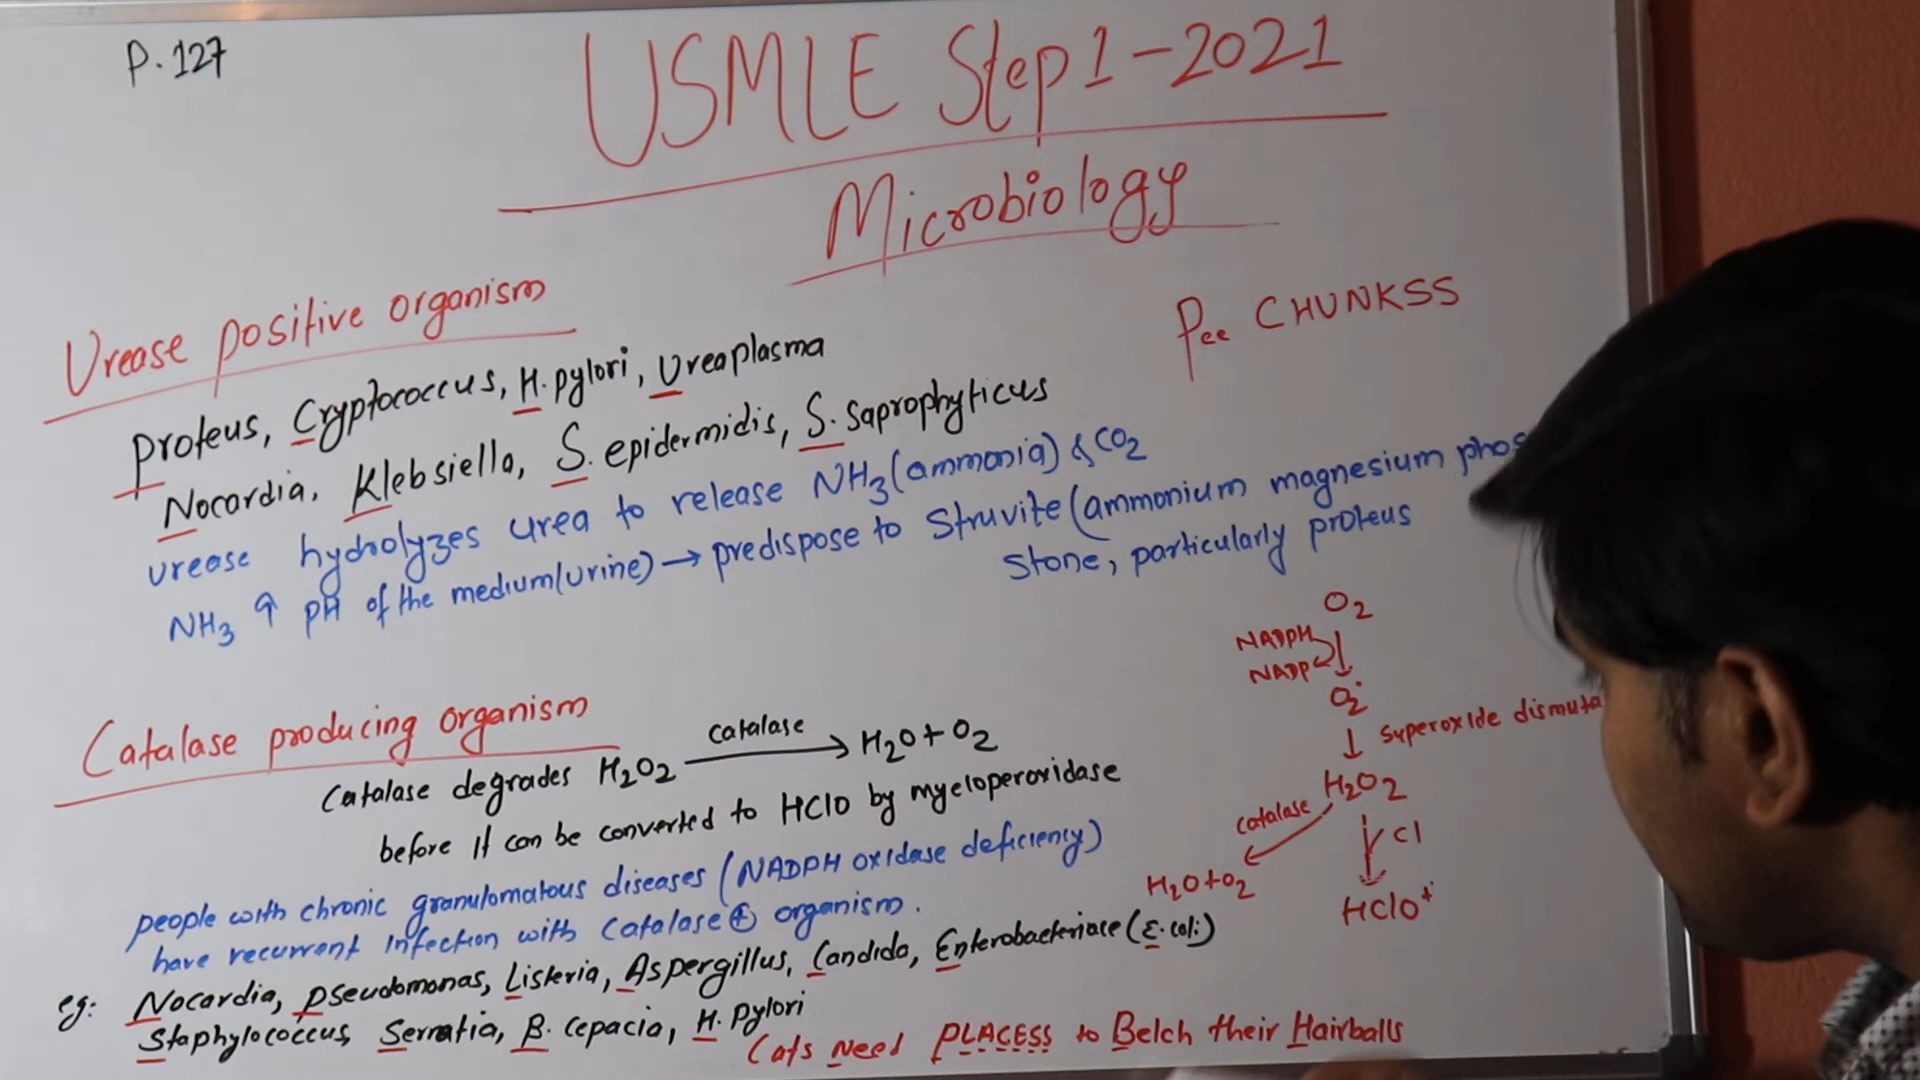 P. 127
USMLE Step 1 - 2021
Microbiology
Urease positive organism
Pee CHUNKSS
Proteus, Cryptococcus, H. pylori, Ureaplasma
Nocardia, Klebsiella, S. epidermidis, S. saprophyticus
urease hydrolyzes urea to release NH3 (ammonia) & CO2
NH3 ↑ pH of the medium (urine) → predispose to struvite (ammonium magnesium phos
stone, particularly proteus
Catalase producing organism
Catalase degrades H2O2 catalase → H2O + O2
before it can be converted to HClO by myeloperoxidase
people with chronic granulomatous diseases (NADPH oxidase deficiency)
have recurrent infection with catalase ⊕ organism.
eg: Nocardia, pseudomonas, Listeria, Aspergillus, Candida, Enterobacteriace (E. coli)
Staphylococcus, Serratia, B. cepacia, H. pylori
Cats need PLACESS to Belch their Hairballs
O2
NADPH
NADP
↓
O2̇
↓ superoxide dismuta
H2O2
catalase
Cl
H2O + O2
HClO+